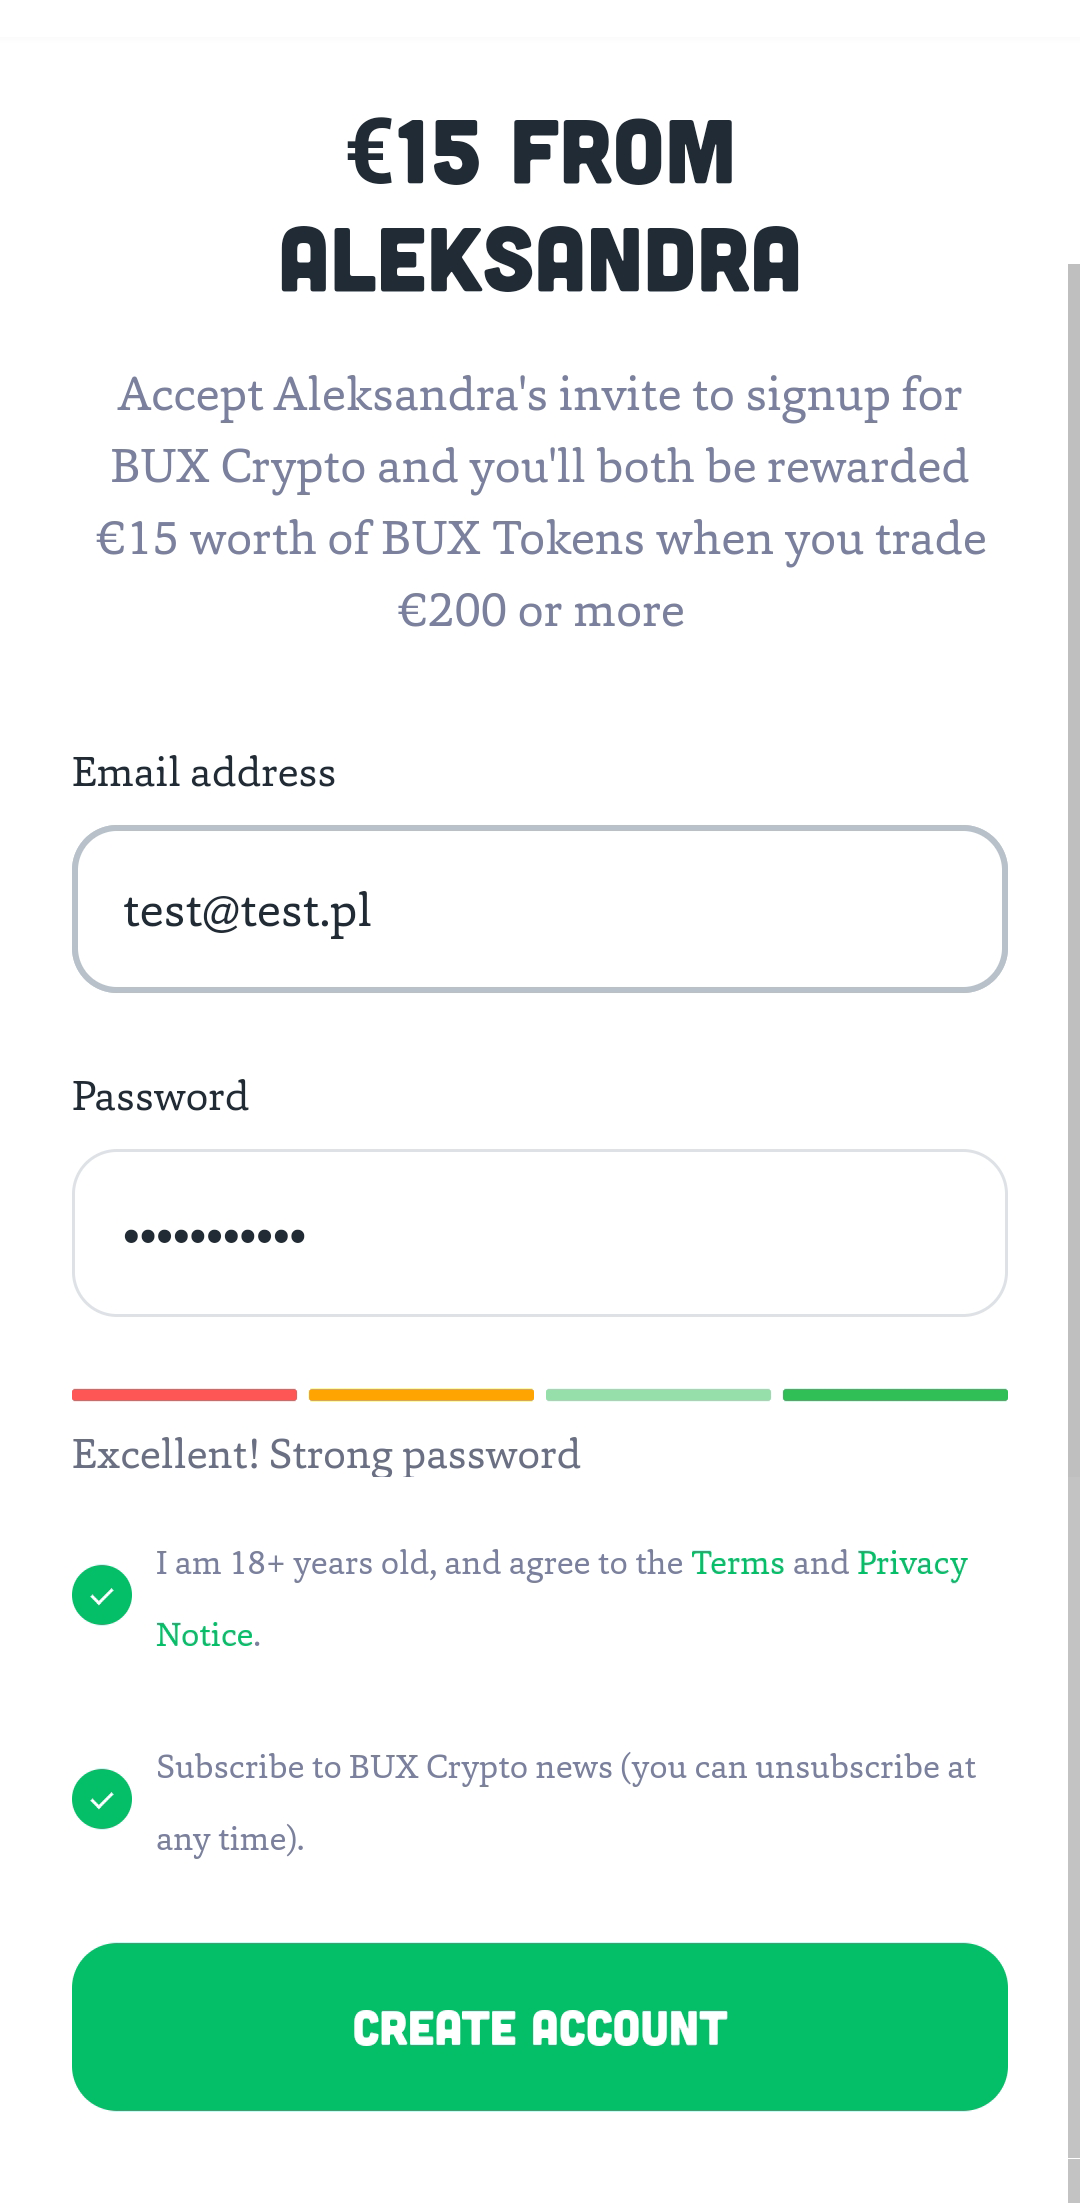 €15 FROM
ALEKSANDRA
Accept Aleksandra's invite to signup for
BUX Crypto and you'll both be rewarded
€15 worth of BUX Tokens when you trade
€200 or more
Email address
test@test.pl
Password
•••••••••••
Excellent! Strong password
I am 18+ years old, and agree to the Terms and Privacy
Notice.
Subscribe to BUX Crypto news (you can unsubscribe at
any time).
CREATE ACCOUNT